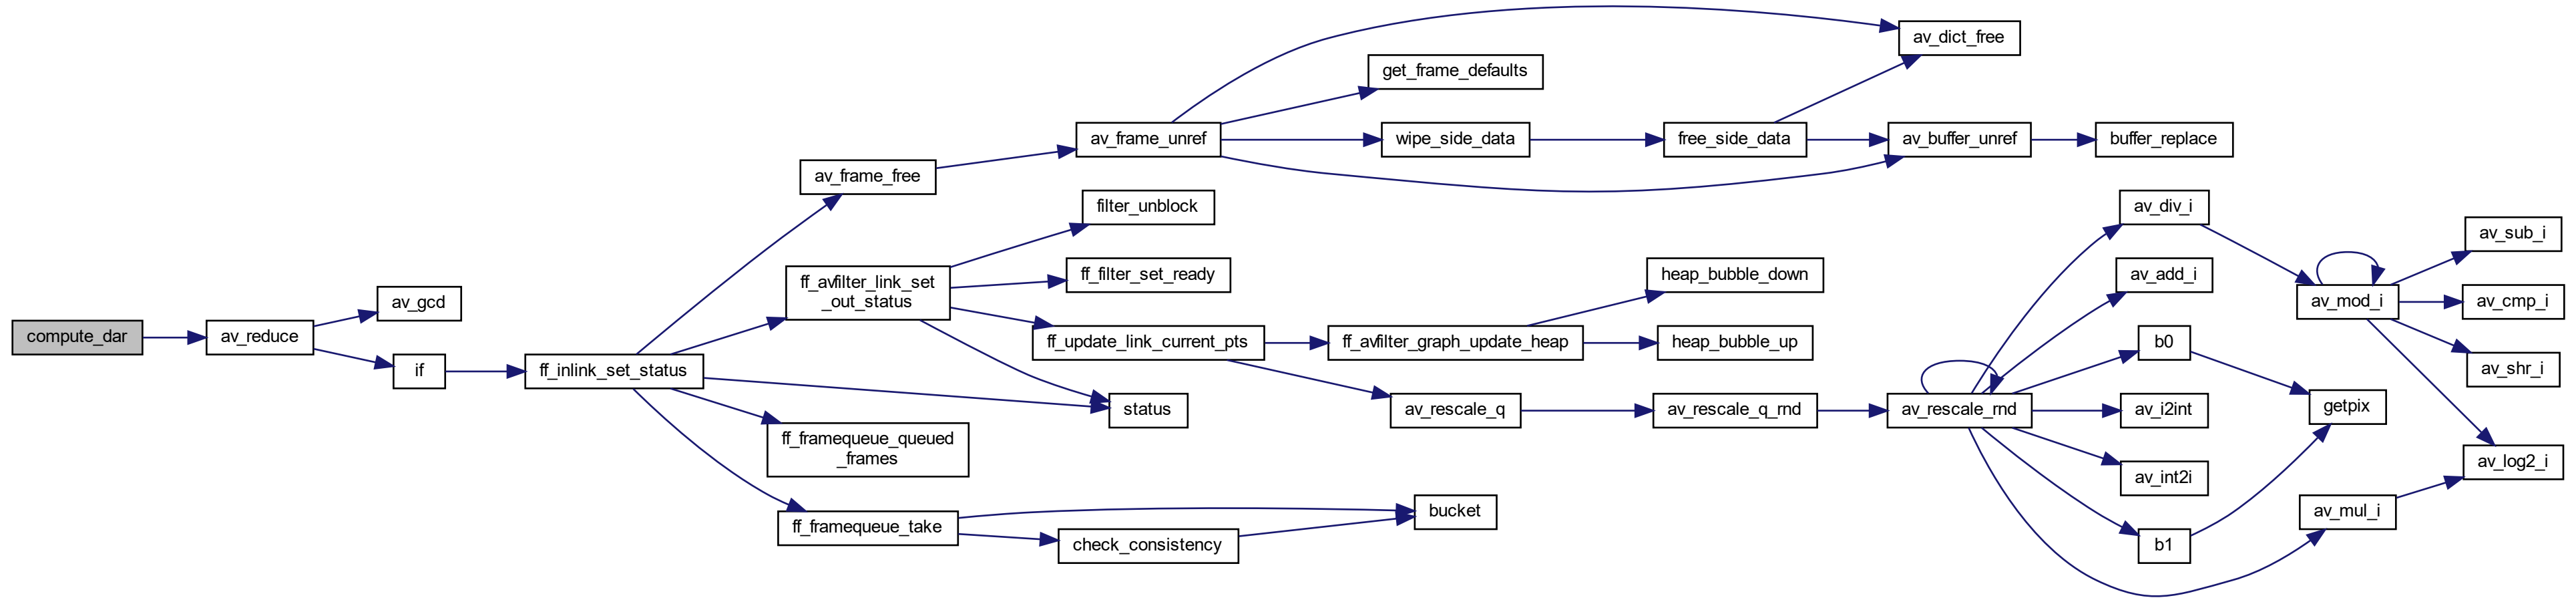 compute_dar
av_reduce
av_gcd
if
ff_inlink_set_status
av_frame_free
ff_avfilter_link_set
_out_status
ff_framequeue_queued
_frames
ff_framequeue_take
av_frame_unref
filter_unblock
ff_filter_set_ready
ff_update_link_current_pts
status
check_consistency
bucket
get_frame_defaults
wipe_side_data
ff_avfilter_graph_update_heap
av_rescale_q
free_side_data
heap_bubble_down
heap_bubble_up
av_rescale_q_rnd
av_dict_free
av_buffer_unref
av_rescale_rnd
buffer_replace
av_div_i
av_add_i
b0
av_i2int
av_int2i
b1
av_mod_i
getpix
av_mul_i
av_sub_i
av_cmp_i
av_shr_i
av_log2_i